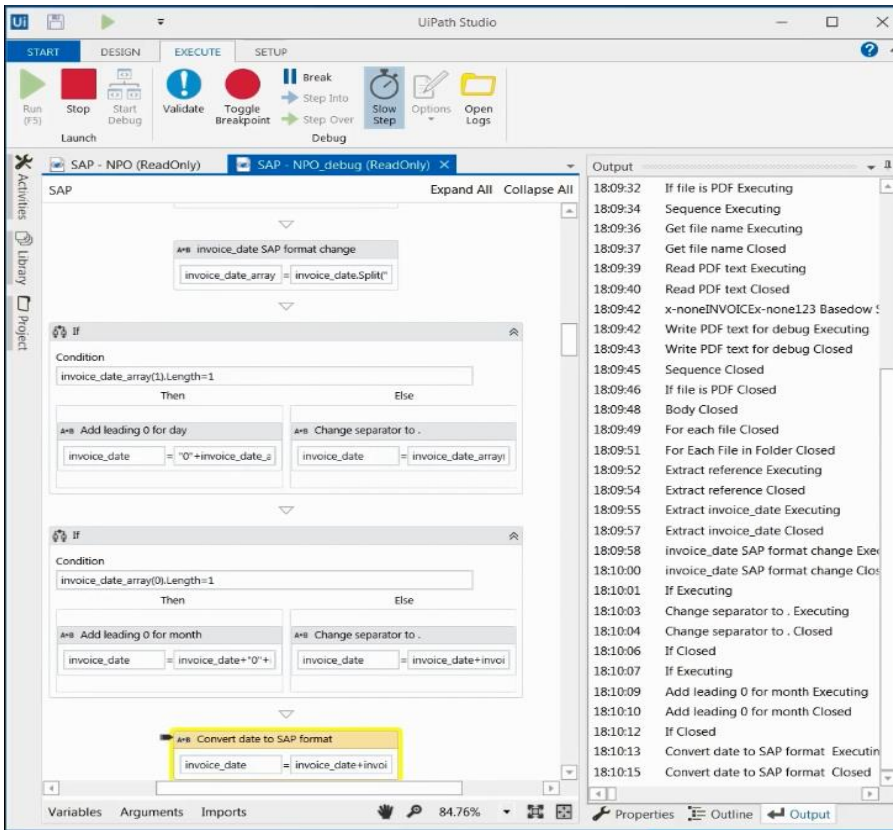 Ui
UiPath Studio
START DESIGN EXECUTE SETUP
Run (F5)
Stop
Start Debug
Launch
Validate
Toggle Breakpoint
Break
Step Into
Step Over
Debug
Slow Step
Options
Open Logs
Activities
Library
Project
SAP - NPO (ReadOnly) SAP - NPO_debug (ReadOnly)
SAP Expand All Collapse All
A+B invoice_date SAP format change
invoice_date_array = invoice_date.Split("
If
Condition
invoice_date_array(1).Length=1
Then Else
A+B Add leading 0 for day A+B Change separator to .
invoice_date = "0"+invoice_date_a invoice_date = invoice_date_array(
If
Condition
invoice_date_array(0).Length=1
Then Else
A+B Add leading 0 for month A+B Change separator to .
invoice_date = invoice_date+"0"+ invoice_date = invoice_date+invoi
A+B Convert date to SAP format
invoice_date = invoice_date+invoi
Variables Arguments Imports 84.76%
Output
18:09:32 If file is PDF Executing
18:09:34 Sequence Executing
18:09:36 Get file name Executing
18:09:37 Get file name Closed
18:09:39 Read PDF text Executing
18:09:40 Read PDF text Closed
18:09:42 x-noneINVOICEx-none123 Basedow
18:09:42 Write PDF text for debug Executing
18:09:43 Write PDF text for debug Closed
18:09:45 Sequence Closed
18:09:46 If file is PDF Closed
18:09:48 Body Closed
18:09:49 For each file Closed
18:09:51 For Each File in Folder Closed
18:09:52 Extract reference Executing
18:09:54 Extract reference Closed
18:09:55 Extract invoice_date Executing
18:09:57 Extract invoice_date Closed
18:09:58 invoice_date SAP format change Exe
18:10:00 invoice_date SAP format change Clos
18:10:01 If Executing
18:10:03 Change separator to . Executing
18:10:04 Change separator to . Closed
18:10:06 If Closed
18:10:07 If Executing
18:10:09 Add leading 0 for month Executing
18:10:10 Add leading 0 for month Closed
18:10:12 If Closed
18:10:13 Convert date to SAP format Executin
18:10:15 Convert date to SAP format Closed
Properties Outline Output